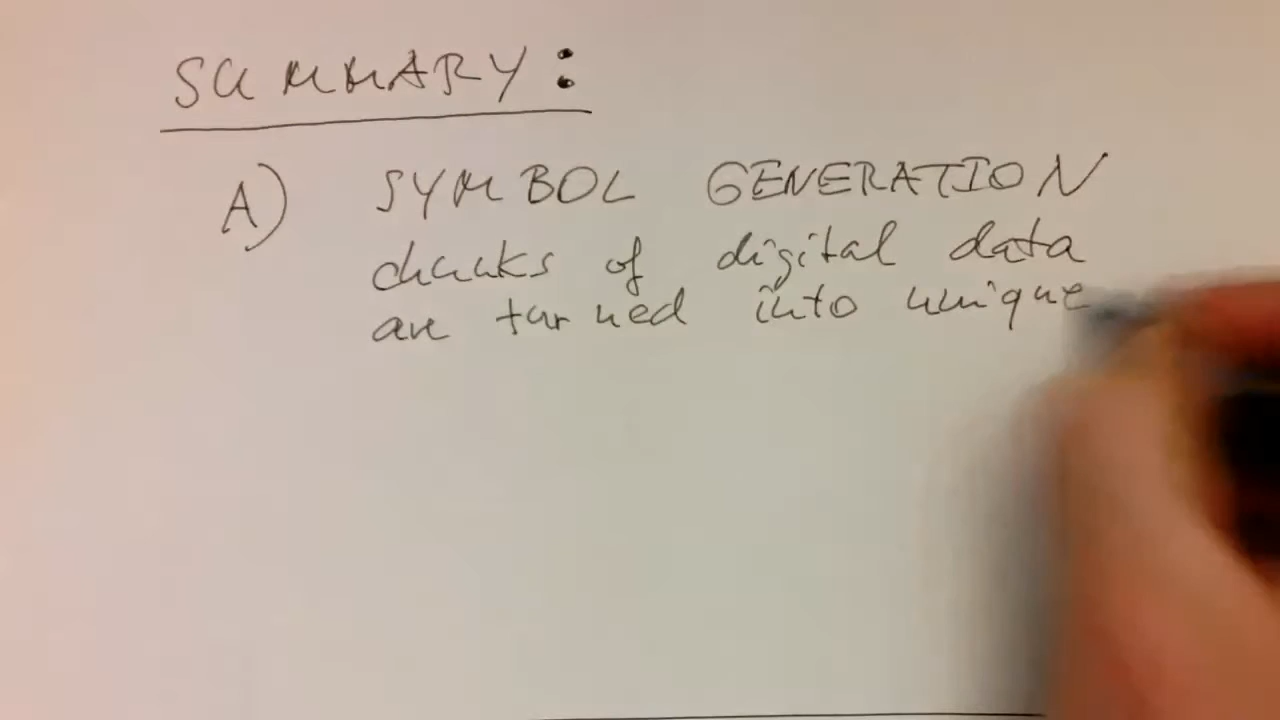 SUMMARY:
A) SYMBOL GENERATION
chunks of digital data
are turned into unique